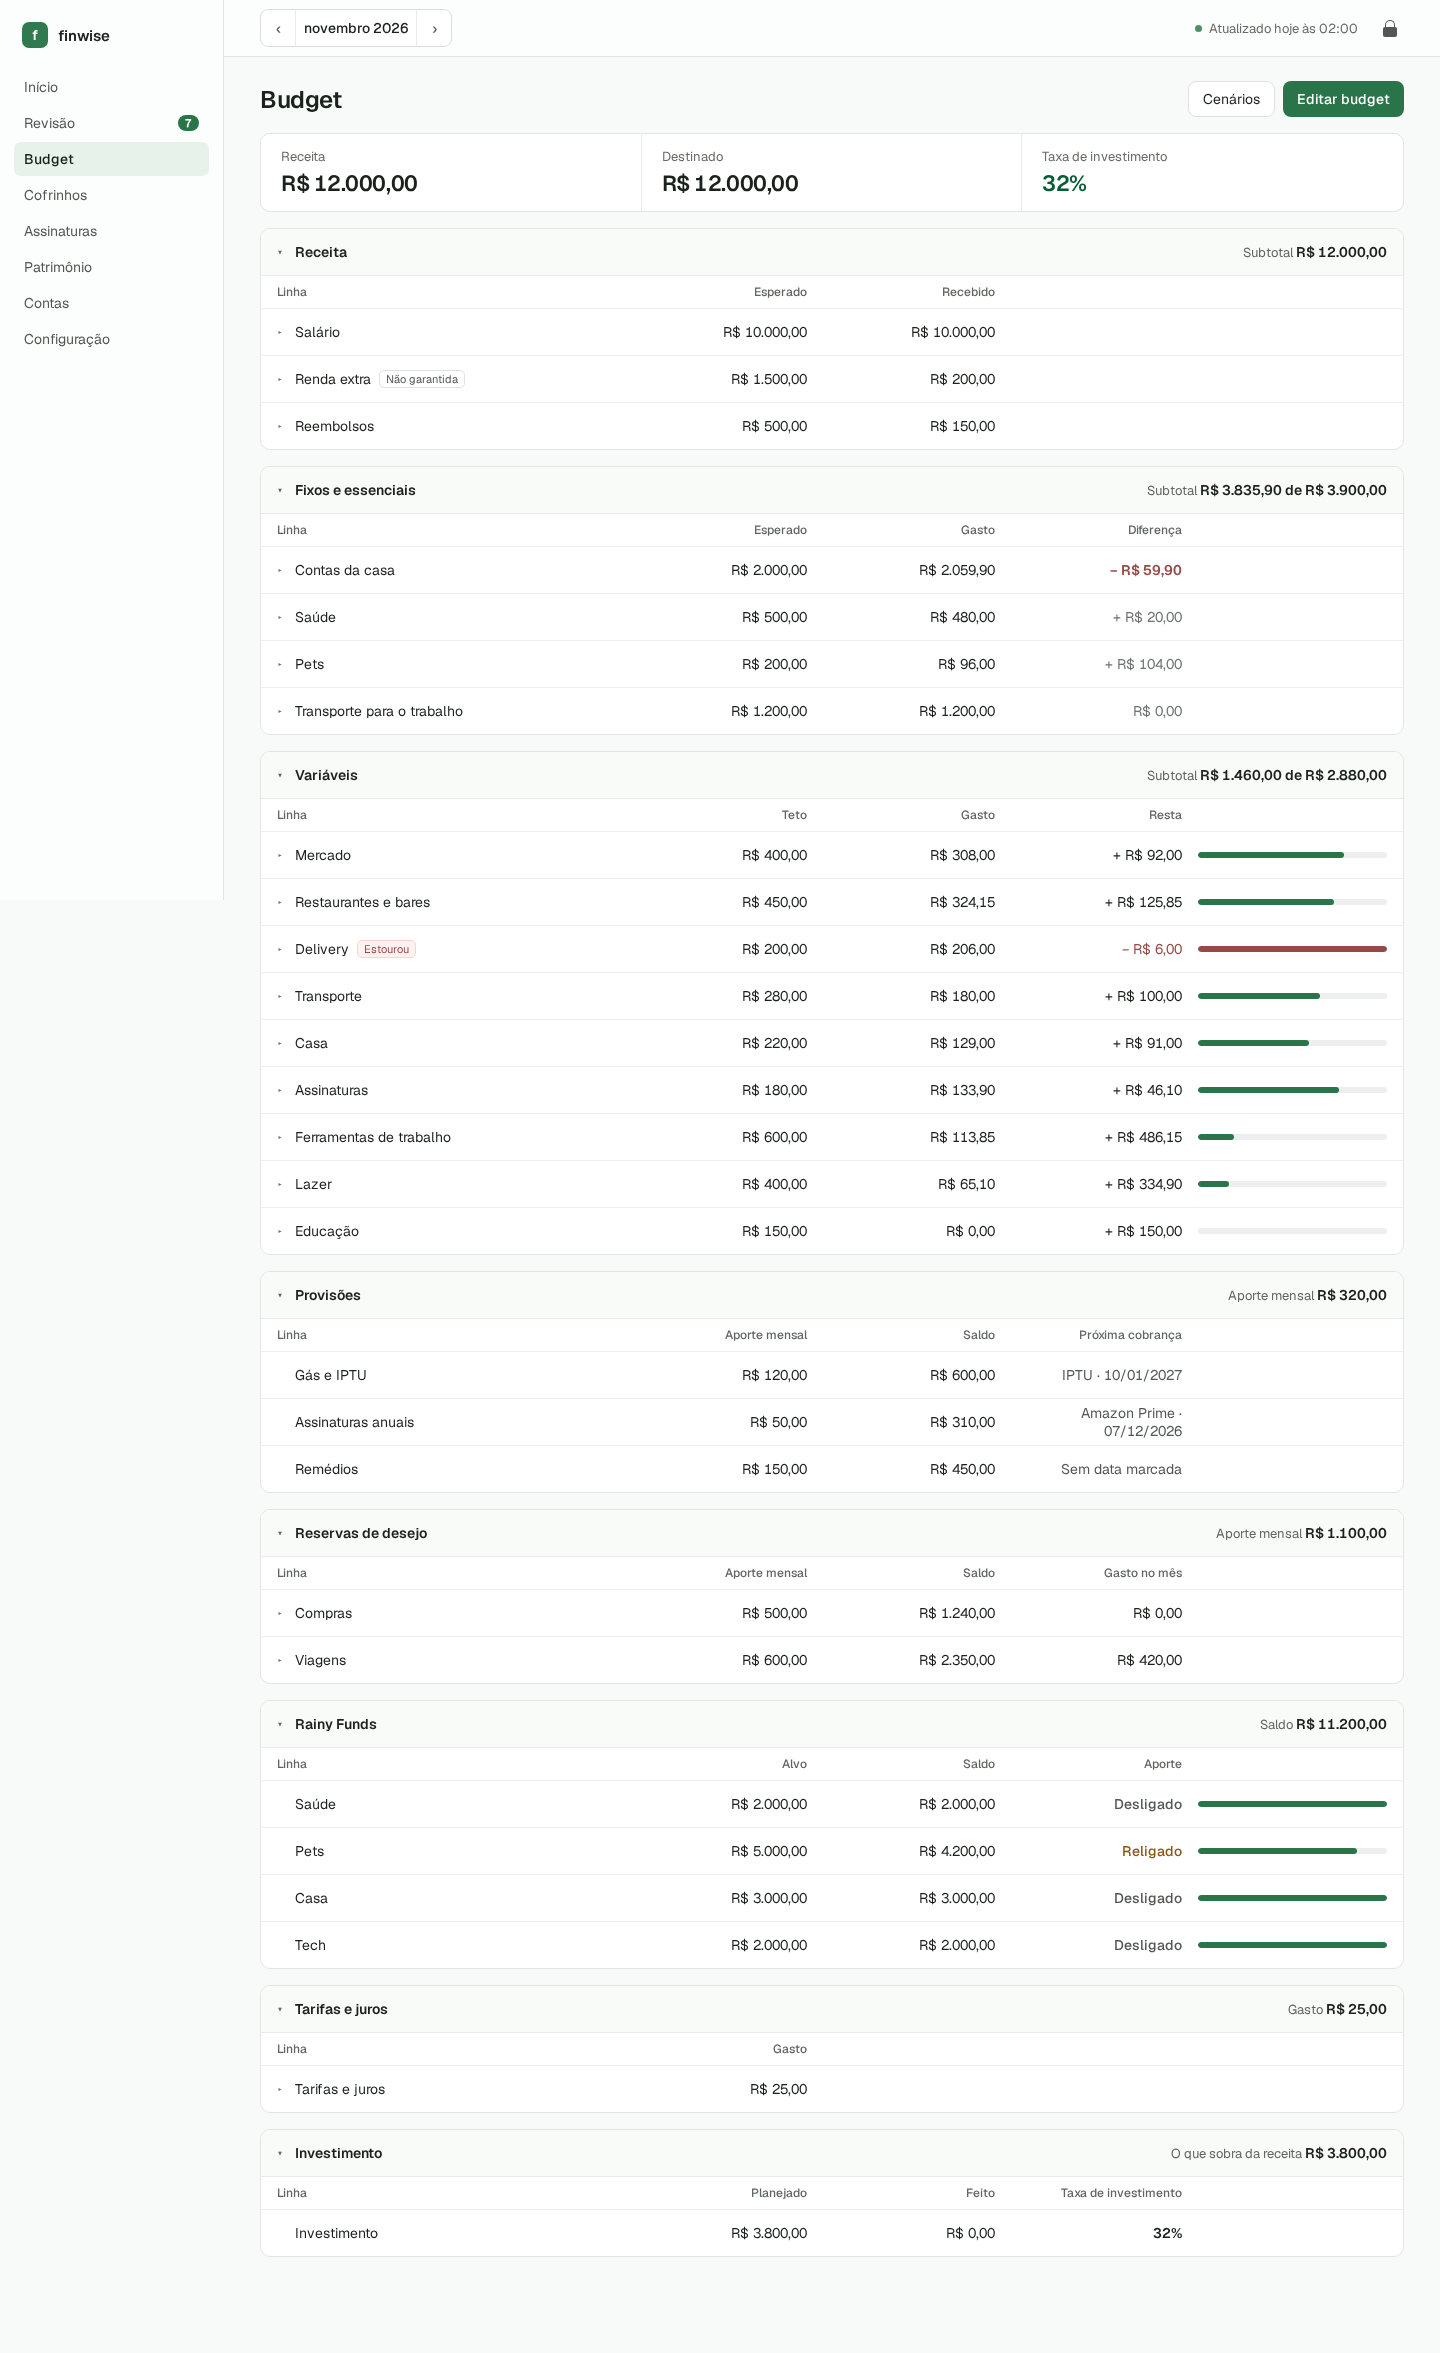 f finwise
‹ novembro 2026 ›
Atualizado hoje às 02:00
Início
Revisão 7
Budget
Cofrinhos
Assinaturas
Patrimônio
Contas
Configuração
Budget
Cenários
Editar budget
Receita
R$ 12.000,00
Destinado
R$ 12.000,00
Taxa de investimento
32%
Receita Subtotal R$ 12.000,00
Linha Esperado Recebido
Salário R$ 10.000,00 R$ 10.000,00
Renda extra Não garantida R$ 1.500,00 R$ 200,00
Reembolsos R$ 500,00 R$ 150,00
Fixos e essenciais Subtotal R$ 3.835,90 de R$ 3.900,00
Linha Esperado Gasto Diferença
Contas da casa R$ 2.000,00 R$ 2.059,90 − R$ 59,90
Saúde R$ 500,00 R$ 480,00 + R$ 20,00
Pets R$ 200,00 R$ 96,00 + R$ 104,00
Transporte para o trabalho R$ 1.200,00 R$ 1.200,00 R$ 0,00
Variáveis Subtotal R$ 1.460,00 de R$ 2.880,00
Linha Teto Gasto Resta
Mercado R$ 400,00 R$ 308,00 + R$ 92,00
Restaurantes e bares R$ 450,00 R$ 324,15 + R$ 125,85
Delivery Estourou R$ 200,00 R$ 206,00 − R$ 6,00
Transporte R$ 280,00 R$ 180,00 + R$ 100,00
Casa R$ 220,00 R$ 129,00 + R$ 91,00
Assinaturas R$ 180,00 R$ 133,90 + R$ 46,10
Ferramentas de trabalho R$ 600,00 R$ 113,85 + R$ 486,15
Lazer R$ 400,00 R$ 65,10 + R$ 334,90
Educação R$ 150,00 R$ 0,00 + R$ 150,00
Provisões Aporte mensal R$ 320,00
Linha Aporte mensal Saldo Próxima cobrança
Gás e IPTU R$ 120,00 R$ 600,00 IPTU · 10/01/2027
Assinaturas anuais R$ 50,00 R$ 310,00 Amazon Prime ·
07/12/2026
Remédios R$ 150,00 R$ 450,00 Sem data marcada
Reservas de desejo Aporte mensal R$ 1.100,00
Linha Aporte mensal Saldo Gasto no mês
Compras R$ 500,00 R$ 1.240,00 R$ 0,00
Viagens R$ 600,00 R$ 2.350,00 R$ 420,00
Rainy Funds Saldo R$ 11.200,00
Linha Alvo Saldo Aporte
Saúde R$ 2.000,00 R$ 2.000,00 Desligado
Pets R$ 5.000,00 R$ 4.200,00 Religado
Casa R$ 3.000,00 R$ 3.000,00 Desligado
Tech R$ 2.000,00 R$ 2.000,00 Desligado
Tarifas e juros Gasto R$ 25,00
Linha Gasto
Tarifas e juros R$ 25,00
Investimento O que sobra da receita R$ 3.800,00
Linha Planejado Feito Taxa de investimento
Investimento R$ 3.800,00 R$ 0,00 32%